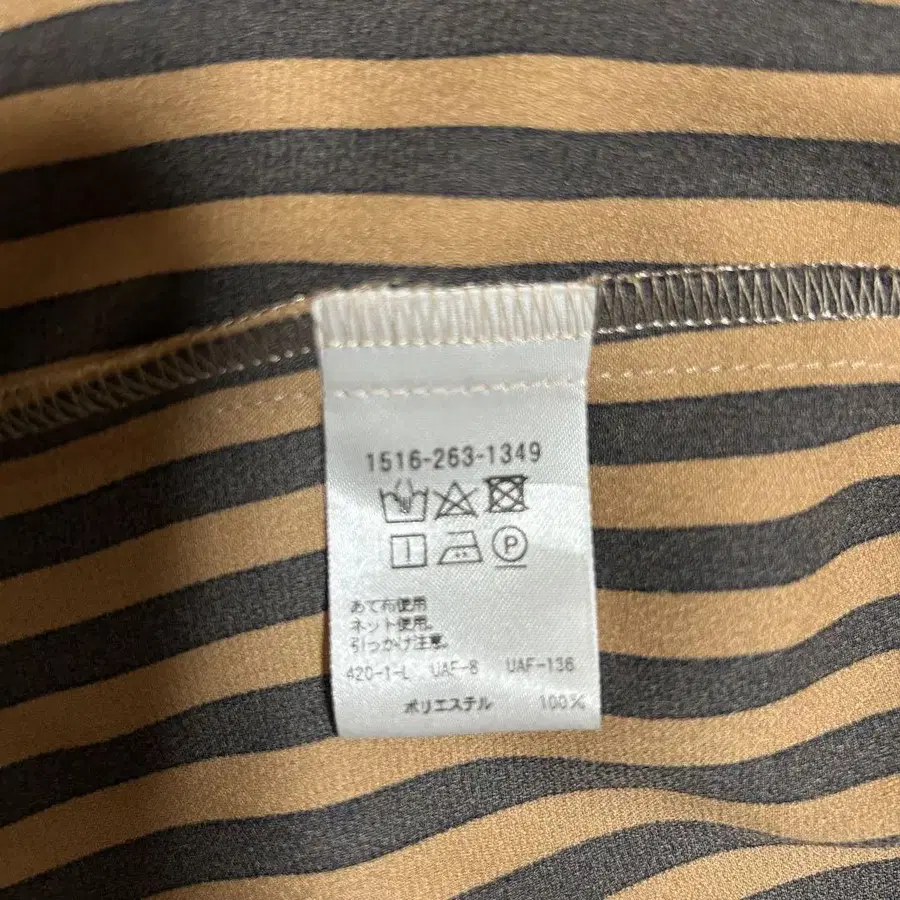 1516-263-1349
P
あて布使用
ネット使用。
引っかけ注意。
420-1-L UAF-8 UAF-136
ポリエステル 100%